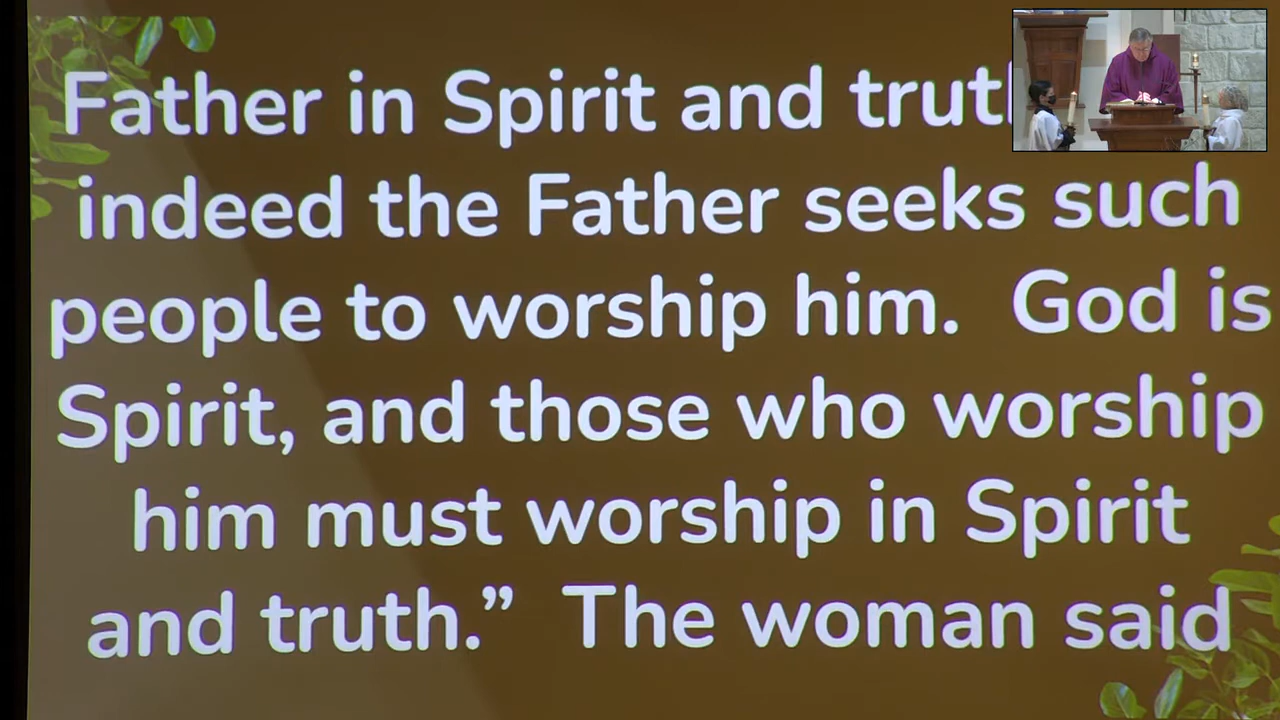 Father in Spirit and trut
indeed the Father seeks such
people to worship him. God is
Spirit, and those who worship
him must worship in Spirit
and truth.” The woman said